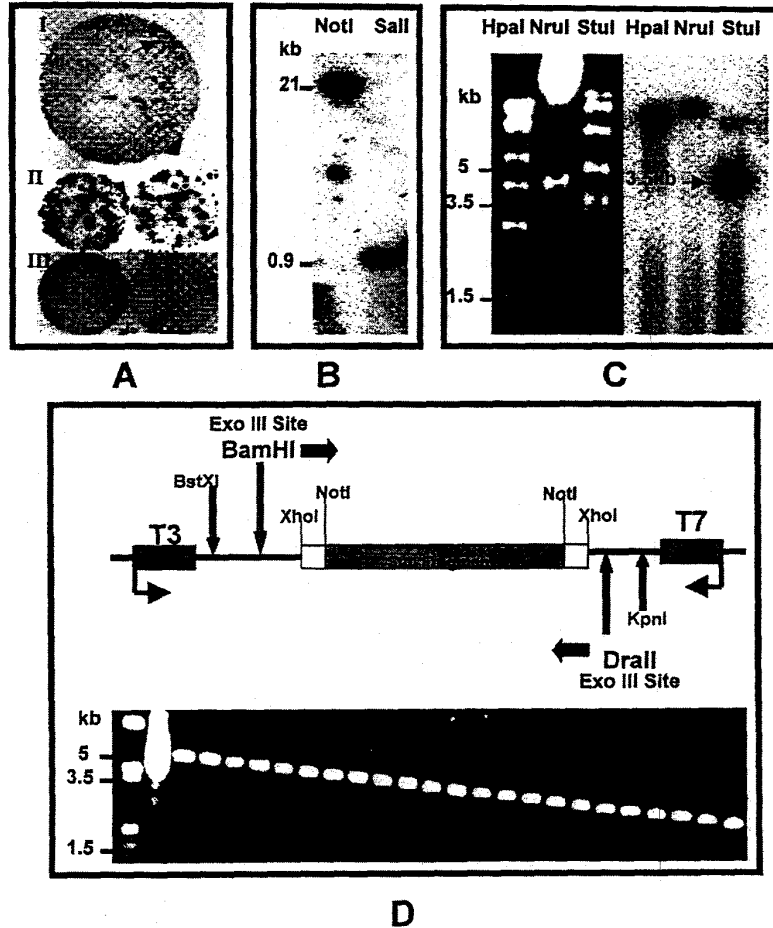 I
II
III
NotI SalI
kb
21
0.9
A
B
HpaI NruI StuI HpaI NruI StuI
kb
5
3.5
1.5
C
Exo III Site
BamHI
BstXI
NotI NotI
XhoI XhoI
T3 T7
KpnI
DraII
Exo III Site
kb
5
3.5
1.5
D